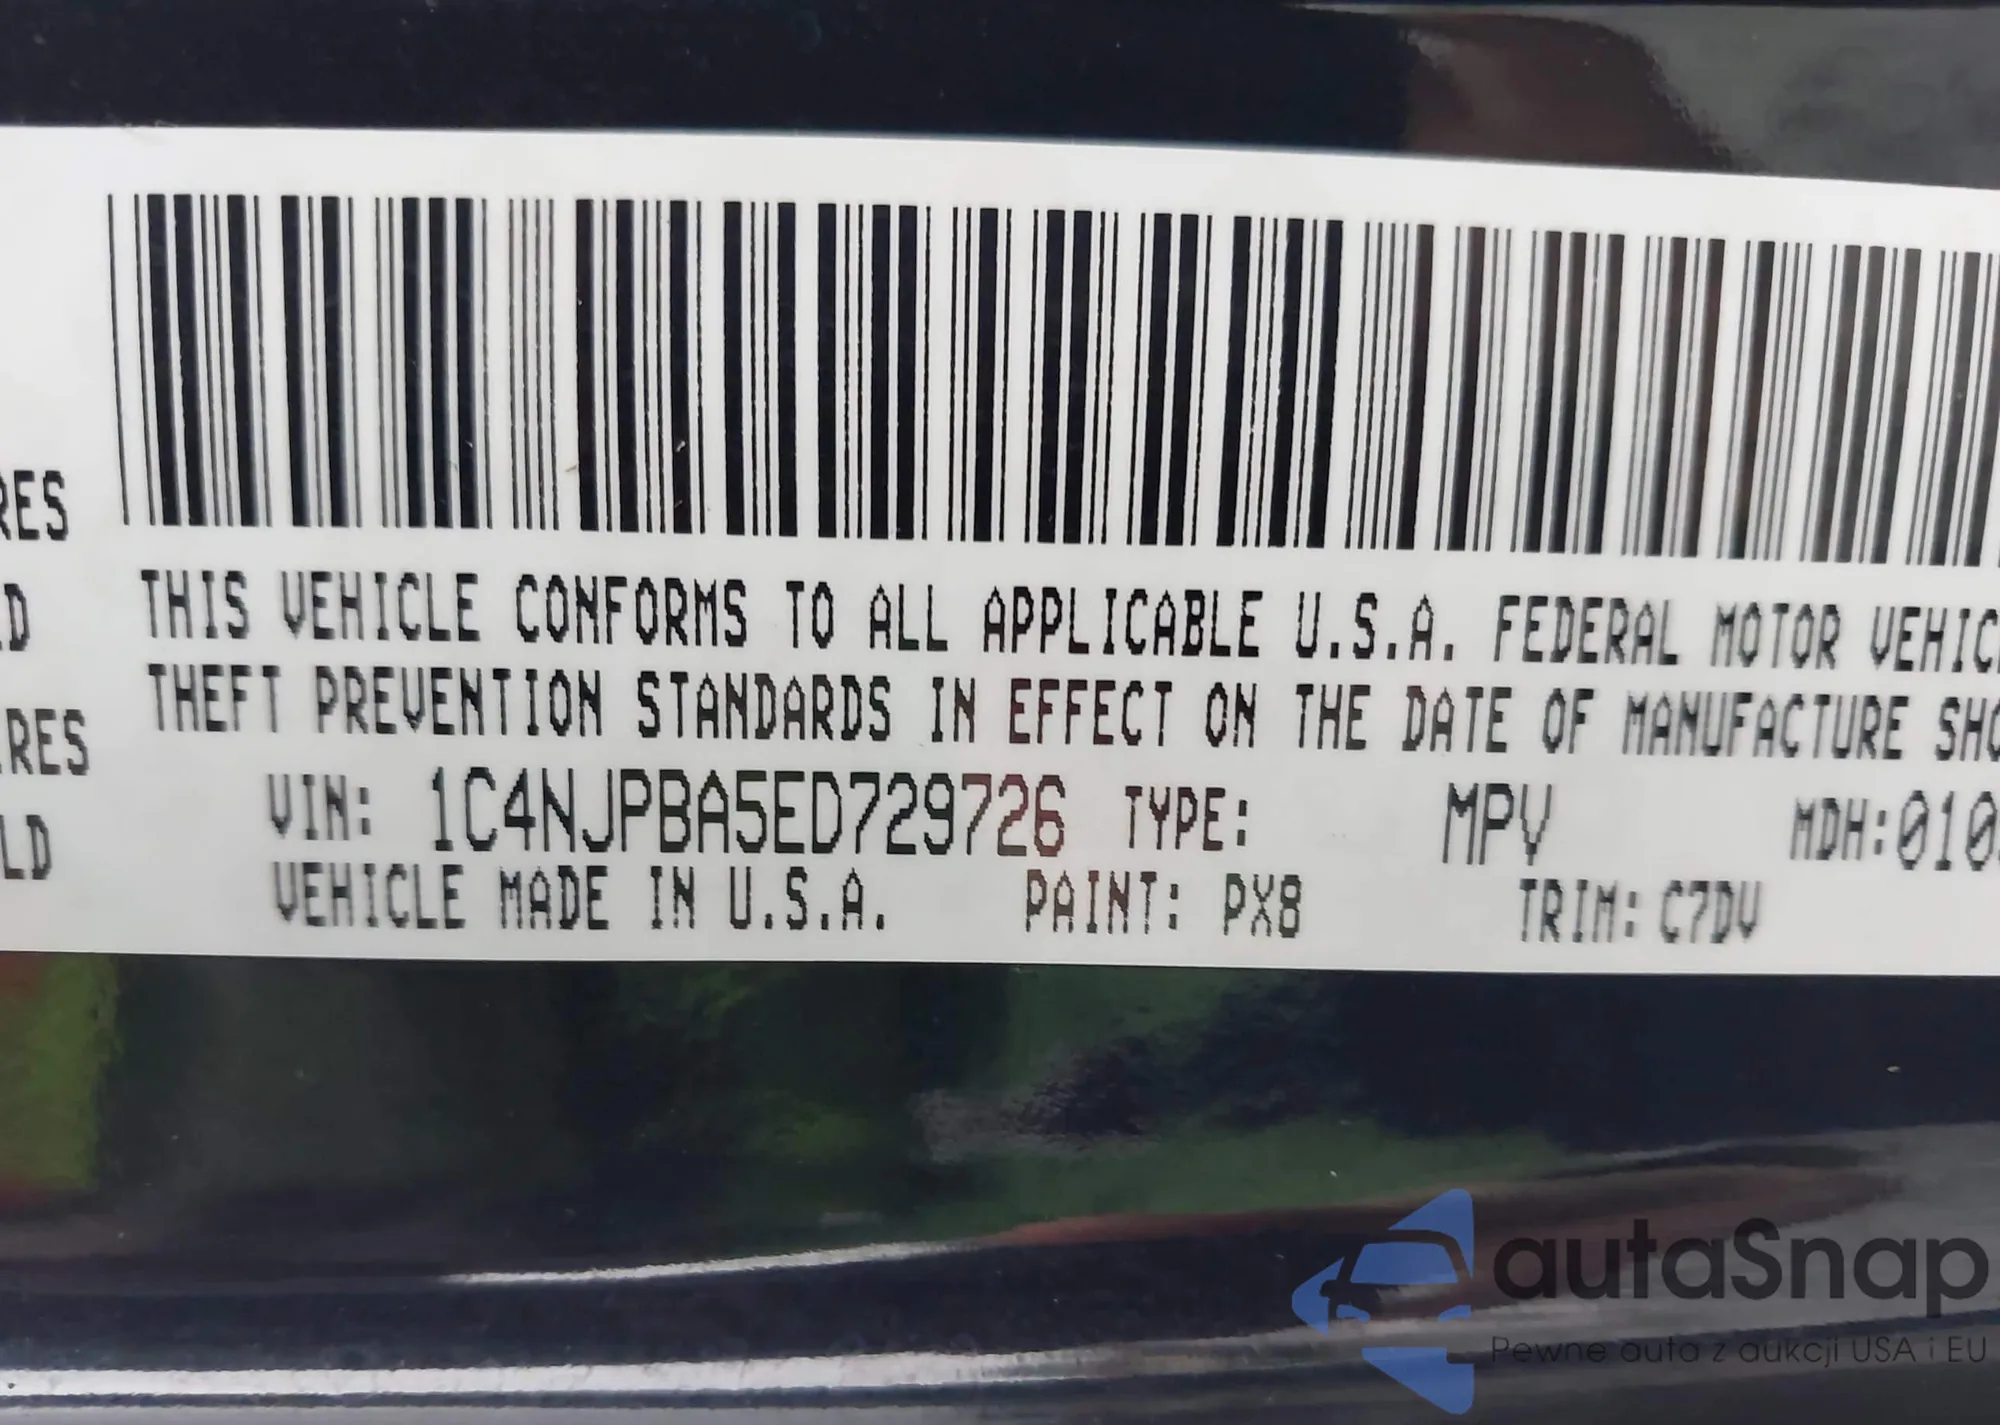 RES
LD
RES
LD
THIS VEHICLE CONFORMS TO ALL APPLICABLE U.S.A. FEDERAL MOTOR VEHIC
THEFT PREVENTION STANDARDS IN EFFECT ON THE DATE OF MANUFACTURE SHO
VIN: 1C4NJPBA5ED729726 TYPE: MPV MDH:010
VEHICLE MADE IN U.S.A. PAINT: PX8 TRIM: C7DV
autaSnap
Pewne auta z aukcji USA i EU